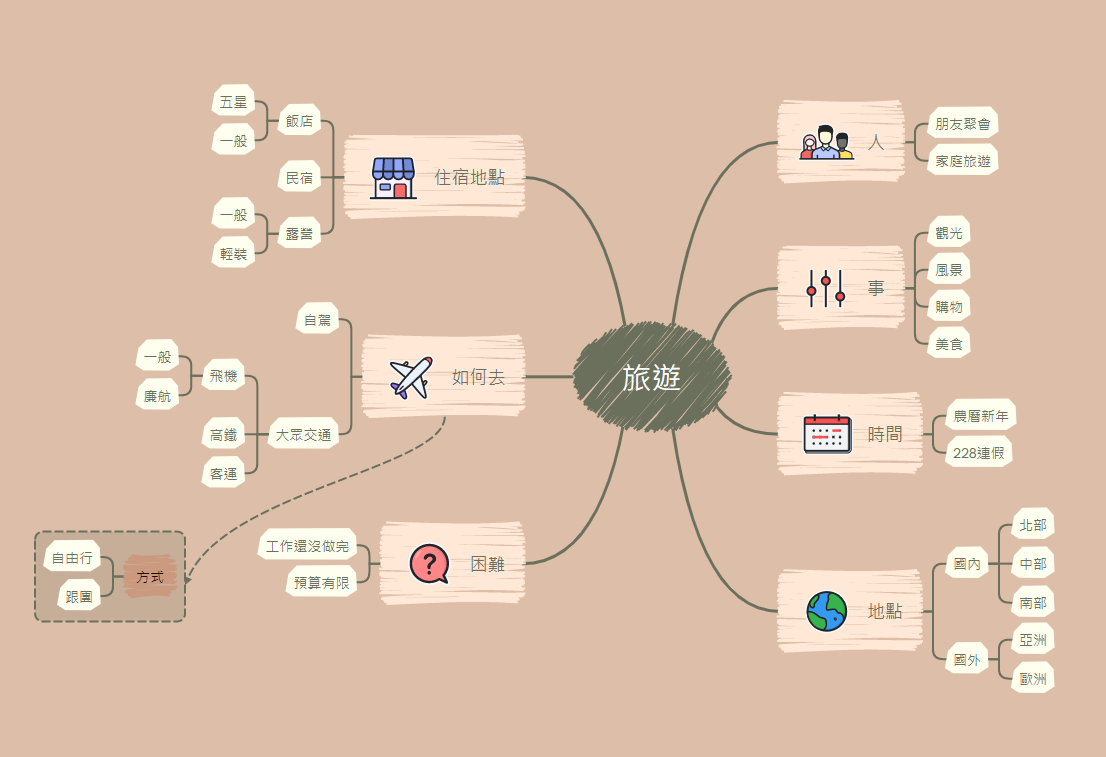 旅遊
人
朋友聚會
家庭旅遊
事
觀光
風景
購物
美食
時間
農曆新年
228連假
地點
國內
北部
中部
南部
國外
亞洲
歐洲
住宿地點
飯店
五星
一般
民宿
露營
一般
輕裝
如何去
自駕
大眾交通
飛機
一般
廉航
高鐵
客運
困難
工作還沒做完
預算有限
方式
自由行
跟團